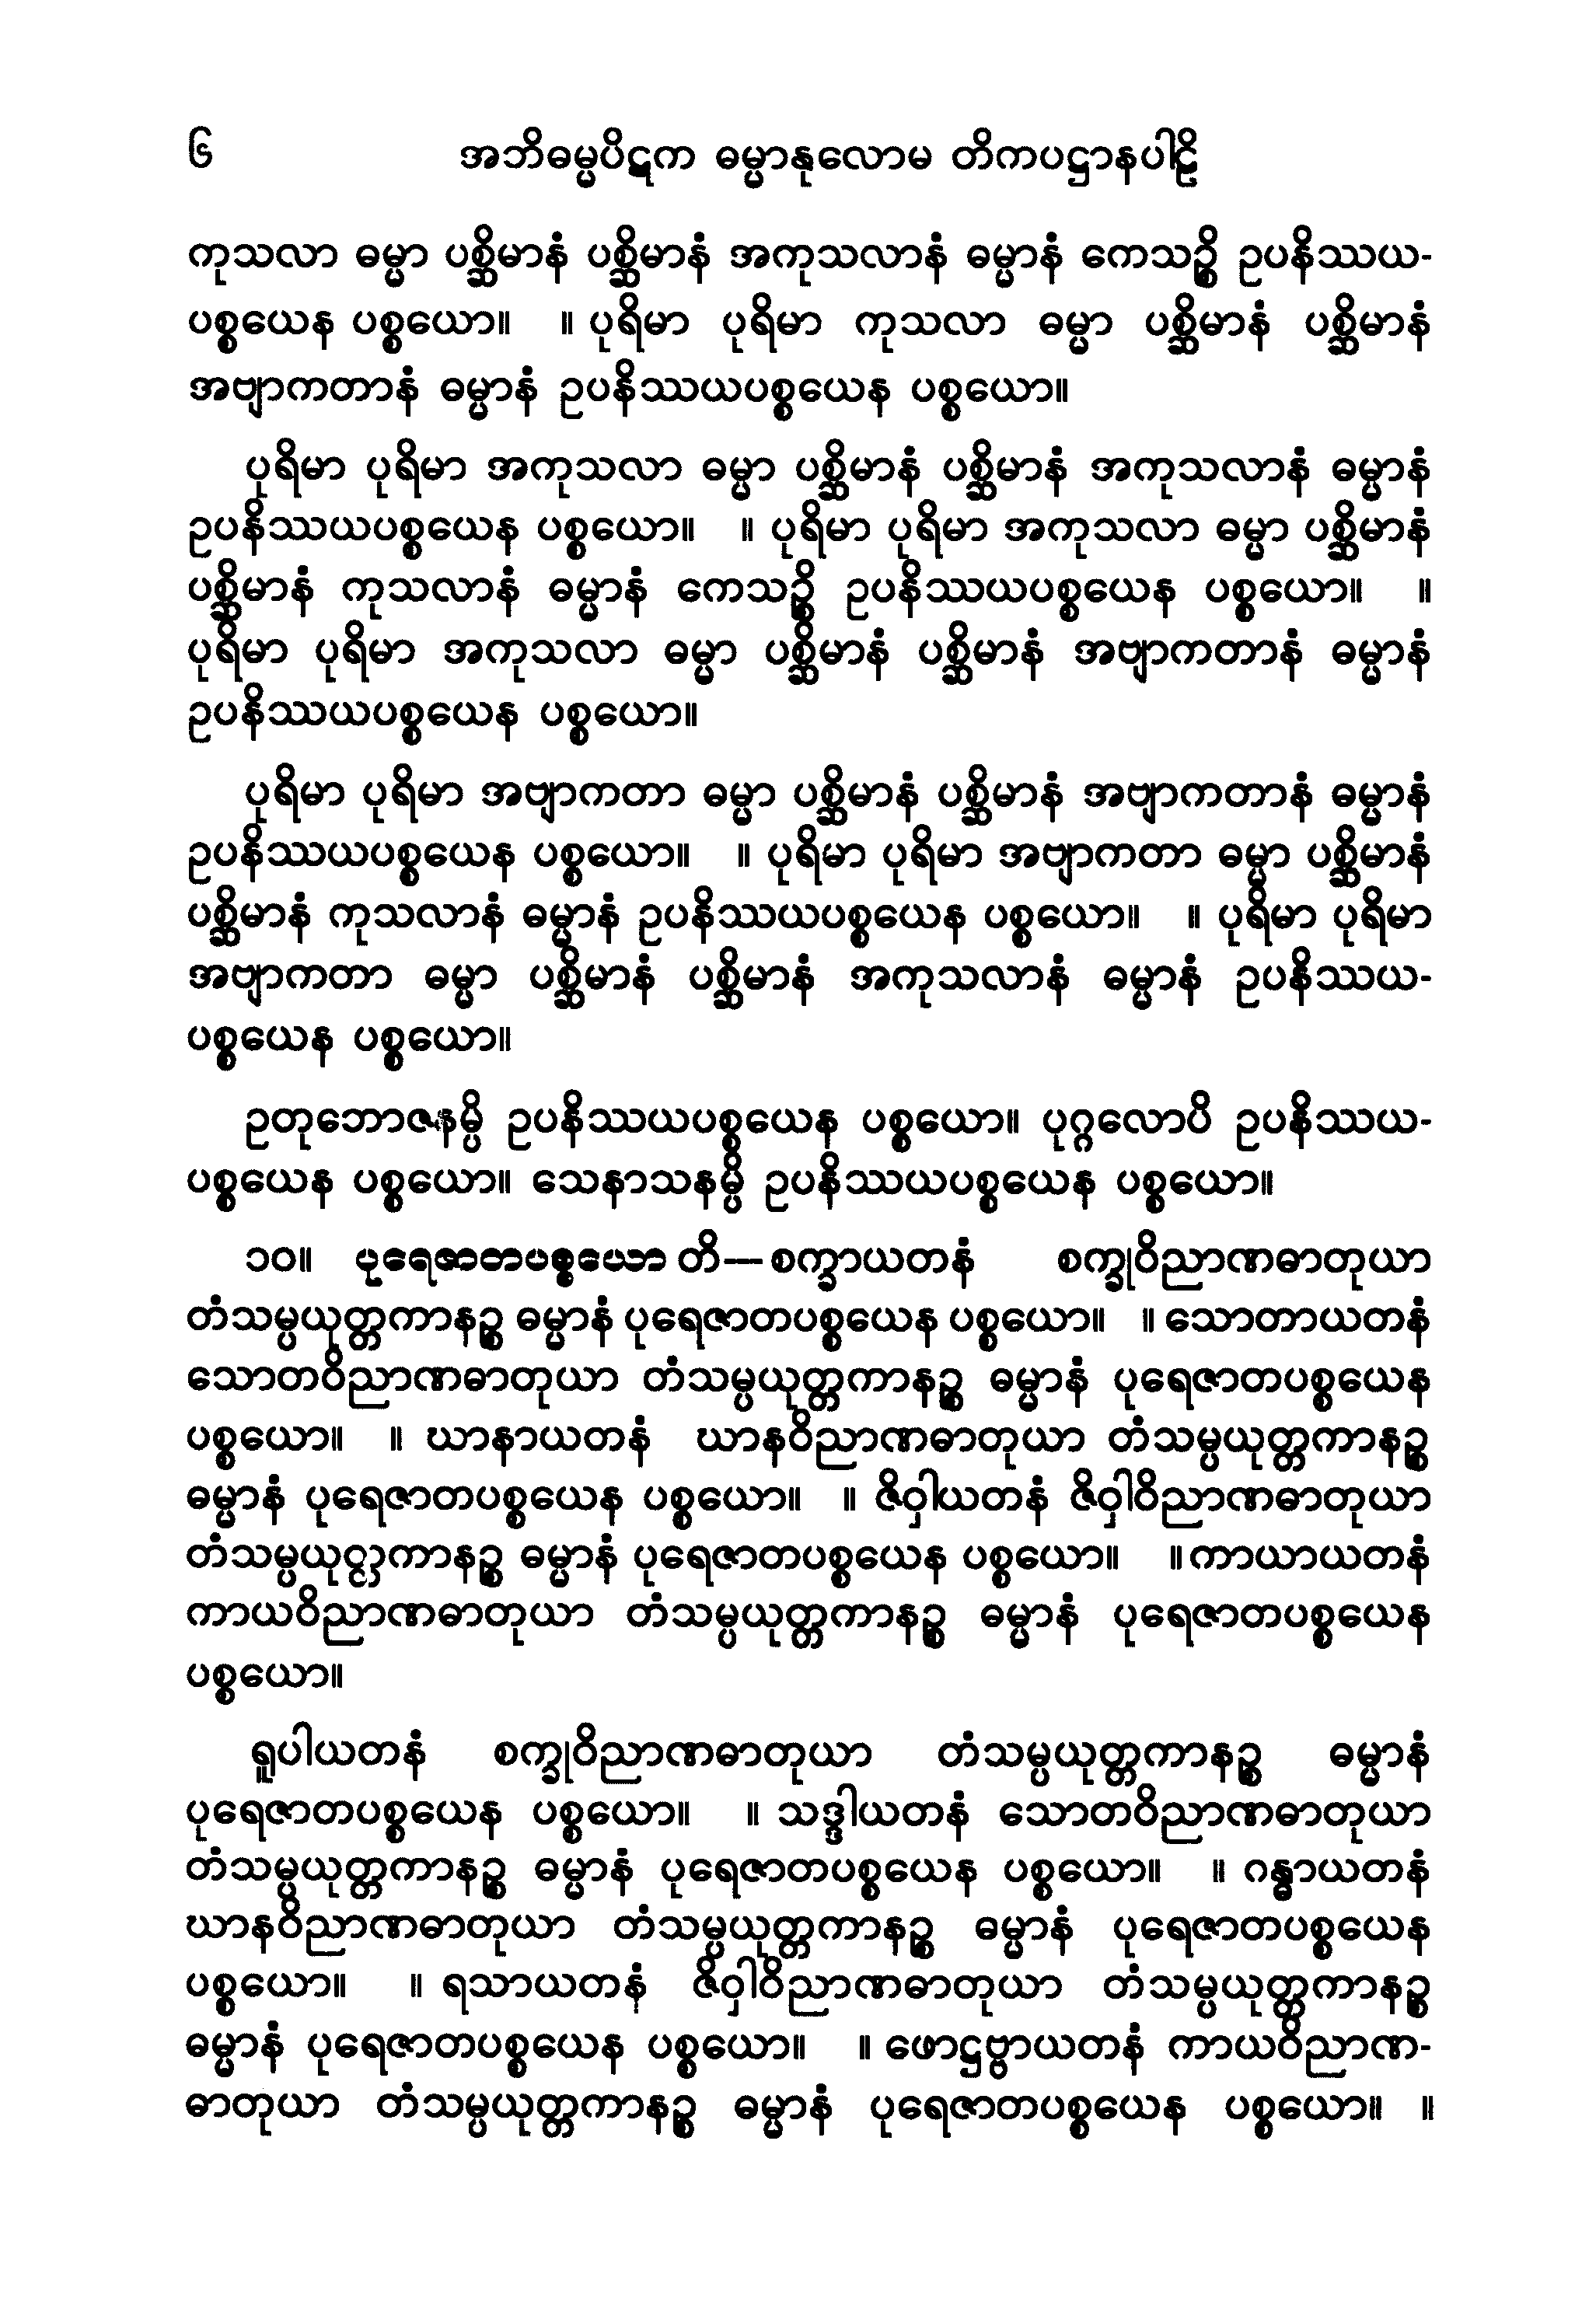 ၆ အဘိဓမ္မပိဋက ဓမ္မာနုလောမ တိကပဋ္ဌာနပါဠိ
ကုသလာ ဓမ္မာ ပစ္ဆိမာနံ ပစ္ဆိမာနံ အကုသလာနံ ဓမ္မာနံ ကေသဉ္စိ ဥပနိဿယ-
ပစ္စယေန ပစ္စယော။ ။ ပုရိမာ ပုရိမာ ကုသလာ ဓမ္မာ ပစ္ဆိမာနံ ပစ္ဆိမာနံ
အဗျာကတာနံ ဓမ္မာနံ ဥပနိဿယပစ္စယေန ပစ္စယော။
ပုရိမာ ပုရိမာ အကုသလာ ဓမ္မာ ပစ္ဆိမာနံ ပစ္ဆိမာနံ အကုသလာနံ ဓမ္မာနံ
ဥပနိဿယပစ္စယေန ပစ္စယော။ ။ ပုရိမာ ပုရိမာ အကုသလာ ဓမ္မာ ပစ္ဆိမာနံ
ပစ္ဆိမာနံ ကုသလာနံ ဓမ္မာနံ ကေသဉ္စိ ဥပနိဿယပစ္စယေန ပစ္စယော။ ။
ပုရိမာ ပုရိမာ အကုသလာ ဓမ္မာ ပစ္ဆိမာနံ ပစ္ဆိမာနံ အဗျာကတာနံ ဓမ္မာနံ
ဥပနိဿယပစ္စယေန ပစ္စယော။
ပုရိမာ ပုရိမာ အဗျာကတာ ဓမ္မာ ပစ္ဆိမာနံ ပစ္ဆိမာနံ အဗျာကတာနံ ဓမ္မာနံ
ဥပနိဿယပစ္စယေန ပစ္စယော။ ။ ပုရိမာ ပုရိမာ အဗျာကတာ ဓမ္မာ ပစ္ဆိမာနံ
ပစ္ဆိမာနံ ကုသလာနံ ဓမ္မာနံ ဥပနိဿယပစ္စယေန ပစ္စယော။ ။ ပုရိမာ ပုရိမာ
အဗျာကတာ ဓမ္မာ ပစ္ဆိမာနံ ပစ္ဆိမာနံ အကုသလာနံ ဓမ္မာနံ ဥပနိဿယ-
ပစ္စယေန ပစ္စယော။
ဥတုဘောဇနမ္ပိ ဥပနိဿယပစ္စယေန ပစ္စယော။ ပုဂ္ဂလောပိ ဥပနိဿယ-
ပစ္စယေန ပစ္စယော။ သေနာသနမ္ပိ ဥပနိဿယပစ္စယေန ပစ္စယော။
၁၀။ ပုရေဇာတပစ္စယော တိ—စက္ခာယတနံ စက္ခုဝိညာဏဓာတုယာ
တံသမ္ပယုတ္တကာနဉ္စ ဓမ္မာနံ ပုရေဇာတပစ္စယေန ပစ္စယော။ ။ သောတာယတနံ
သောတဝိညာဏဓာတုယာ တံသမ္ပယုတ္တကာနဉ္စ ဓမ္မာနံ ပုရေဇာတပစ္စယေန
ပစ္စယော။ ။ ဃာနာယတနံ ဃာနဝိညာဏဓာတုယာ တံသမ္ပယုတ္တကာနဉ္စ
ဓမ္မာနံ ပုရေဇာတပစ္စယေန ပစ္စယော။ ။ ဇိဝှါယတနံ ဇိဝှါဝိညာဏဓာတုယာ
တံသမ္ပယုတ္တကာနဉ္စ ဓမ္မာနံ ပုရေဇာတပစ္စယေန ပစ္စယော။ ။ ကာယာယတနံ
ကာယဝိညာဏဓာတုယာ တံသမ္ပယုတ္တကာနဉ္စ ဓမ္မာနံ ပုရေဇာတပစ္စယေန
ပစ္စယော။
ရူပါယတနံ စက္ခုဝိညာဏဓာတုယာ တံသမ္ပယုတ္တကာနဉ္စ ဓမ္မာနံ
ပုရေဇာတပစ္စယေန ပစ္စယော။ ။ သဒ္ဒါယတနံ သောတဝိညာဏဓာတုယာ
တံသမ္ပယုတ္တကာနဉ္စ ဓမ္မာနံ ပုရေဇာတပစ္စယေန ပစ္စယော။ ။ ဂန္ဓာယတနံ
ဃာနဝိညာဏဓာတုယာ တံသမ္ပယုတ္တကာနဉ္စ ဓမ္မာနံ ပုရေဇာတပစ္စယေန
ပစ္စယော။ ။ ရသာယတနံ ဇိဝှါဝိညာဏဓာတုယာ တံသမ္ပယုတ္တကာနဉ္စ
ဓမ္မာနံ ပုရေဇာတပစ္စယေန ပစ္စယော။ ။ ဖောဋ္ဌဗ္ဗာယတနံ ကာယဝိညာဏ-
ဓာတုယာ တံသမ္ပယုတ္တကာနဉ္စ ဓမ္မာနံ ပုရေဇာတပစ္စယေန ပစ္စယော။ ။